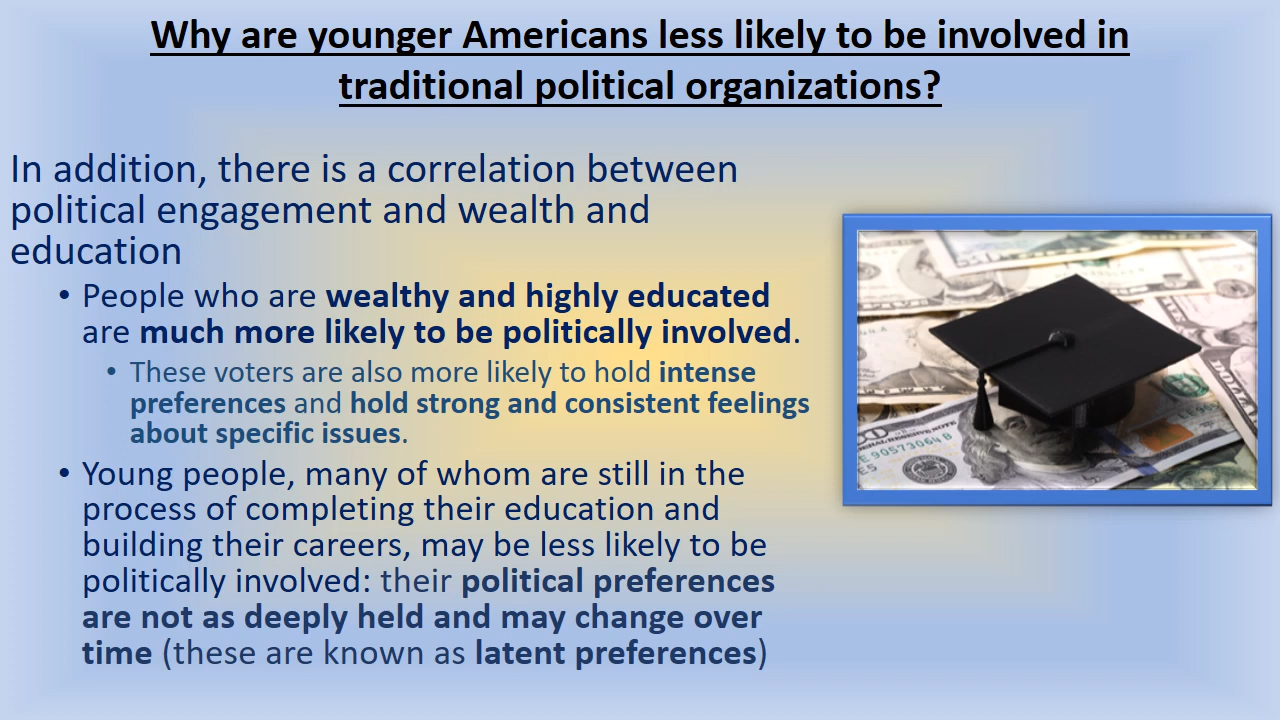 Why are younger Americans less likely to be involved in
traditional political organizations?
In addition, there is a correlation between
political engagement and wealth and
education
• People who are wealthy and highly educated
are much more likely to be politically involved.
• These voters are also more likely to hold intense
preferences and hold strong and consistent feelings
about specific issues.
• Young people, many of whom are still in the
process of completing their education and
building their careers, may be less likely to be
politically involved: their political preferences
are not as deeply held and may change over
time (these are known as latent preferences)